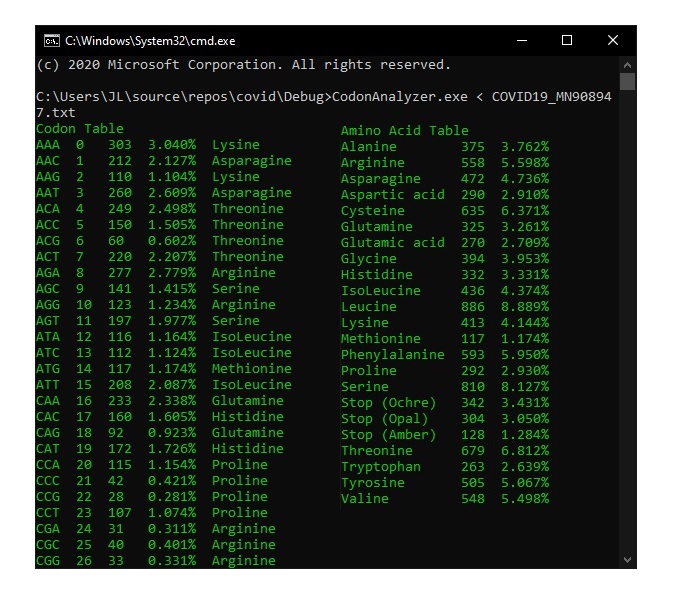 C:\Windows\System32\cmd.exe
(c) 2020 Microsoft Corporation. All rights reserved.
C:\Users\JL\source\repos\covid\Debug>CodonAnalyzer.exe < COVID19_MN90894
7.txt
Codon Table
AAA 0 303 3.040% Lysine
AAC 1 212 2.127% Asparagine
AAG 2 110 1.104% Lysine
AAT 3 260 2.609% Asparagine
ACA 4 249 2.498% Threonine
ACC 5 150 1.505% Threonine
ACG 6 60 0.602% Threonine
ACT 7 220 2.207% Threonine
AGA 8 277 2.779% Arginine
AGC 9 141 1.415% Serine
AGG 10 123 1.234% Arginine
AGT 11 197 1.977% Serine
ATA 12 116 1.164% IsoLeucine
ATC 13 112 1.124% IsoLeucine
ATG 14 117 1.174% Methionine
ATT 15 208 2.087% IsoLeucine
CAA 16 233 2.338% Glutamine
CAC 17 160 1.605% Histidine
CAG 18 92 0.923% Glutamine
CAT 19 172 1.726% Histidine
CCA 20 115 1.154% Proline
CCC 21 42 0.421% Proline
CCG 22 28 0.281% Proline
CCT 23 107 1.074% Proline
CGA 24 31 0.311% Arginine
CGC 25 40 0.401% Arginine
CGG 26 33 0.331% Arginine
Amino Acid Table
Alanine 375 3.762%
Arginine 558 5.598%
Asparagine 472 4.736%
Aspartic acid 290 2.910%
Cysteine 635 6.371%
Glutamine 325 3.261%
Glutamic acid 270 2.709%
Glycine 394 3.953%
Histidine 332 3.331%
IsoLeucine 436 4.374%
Leucine 886 8.889%
Lysine 413 4.144%
Methionine 117 1.174%
Phenylalanine 593 5.950%
Proline 292 2.930%
Serine 810 8.127%
Stop (Ochre) 342 3.431%
Stop (Opal) 304 3.050%
Stop (Amber) 128 1.284%
Threonine 679 6.812%
Tryptophan 263 2.639%
Tyrosine 505 5.067%
Valine 548 5.498%